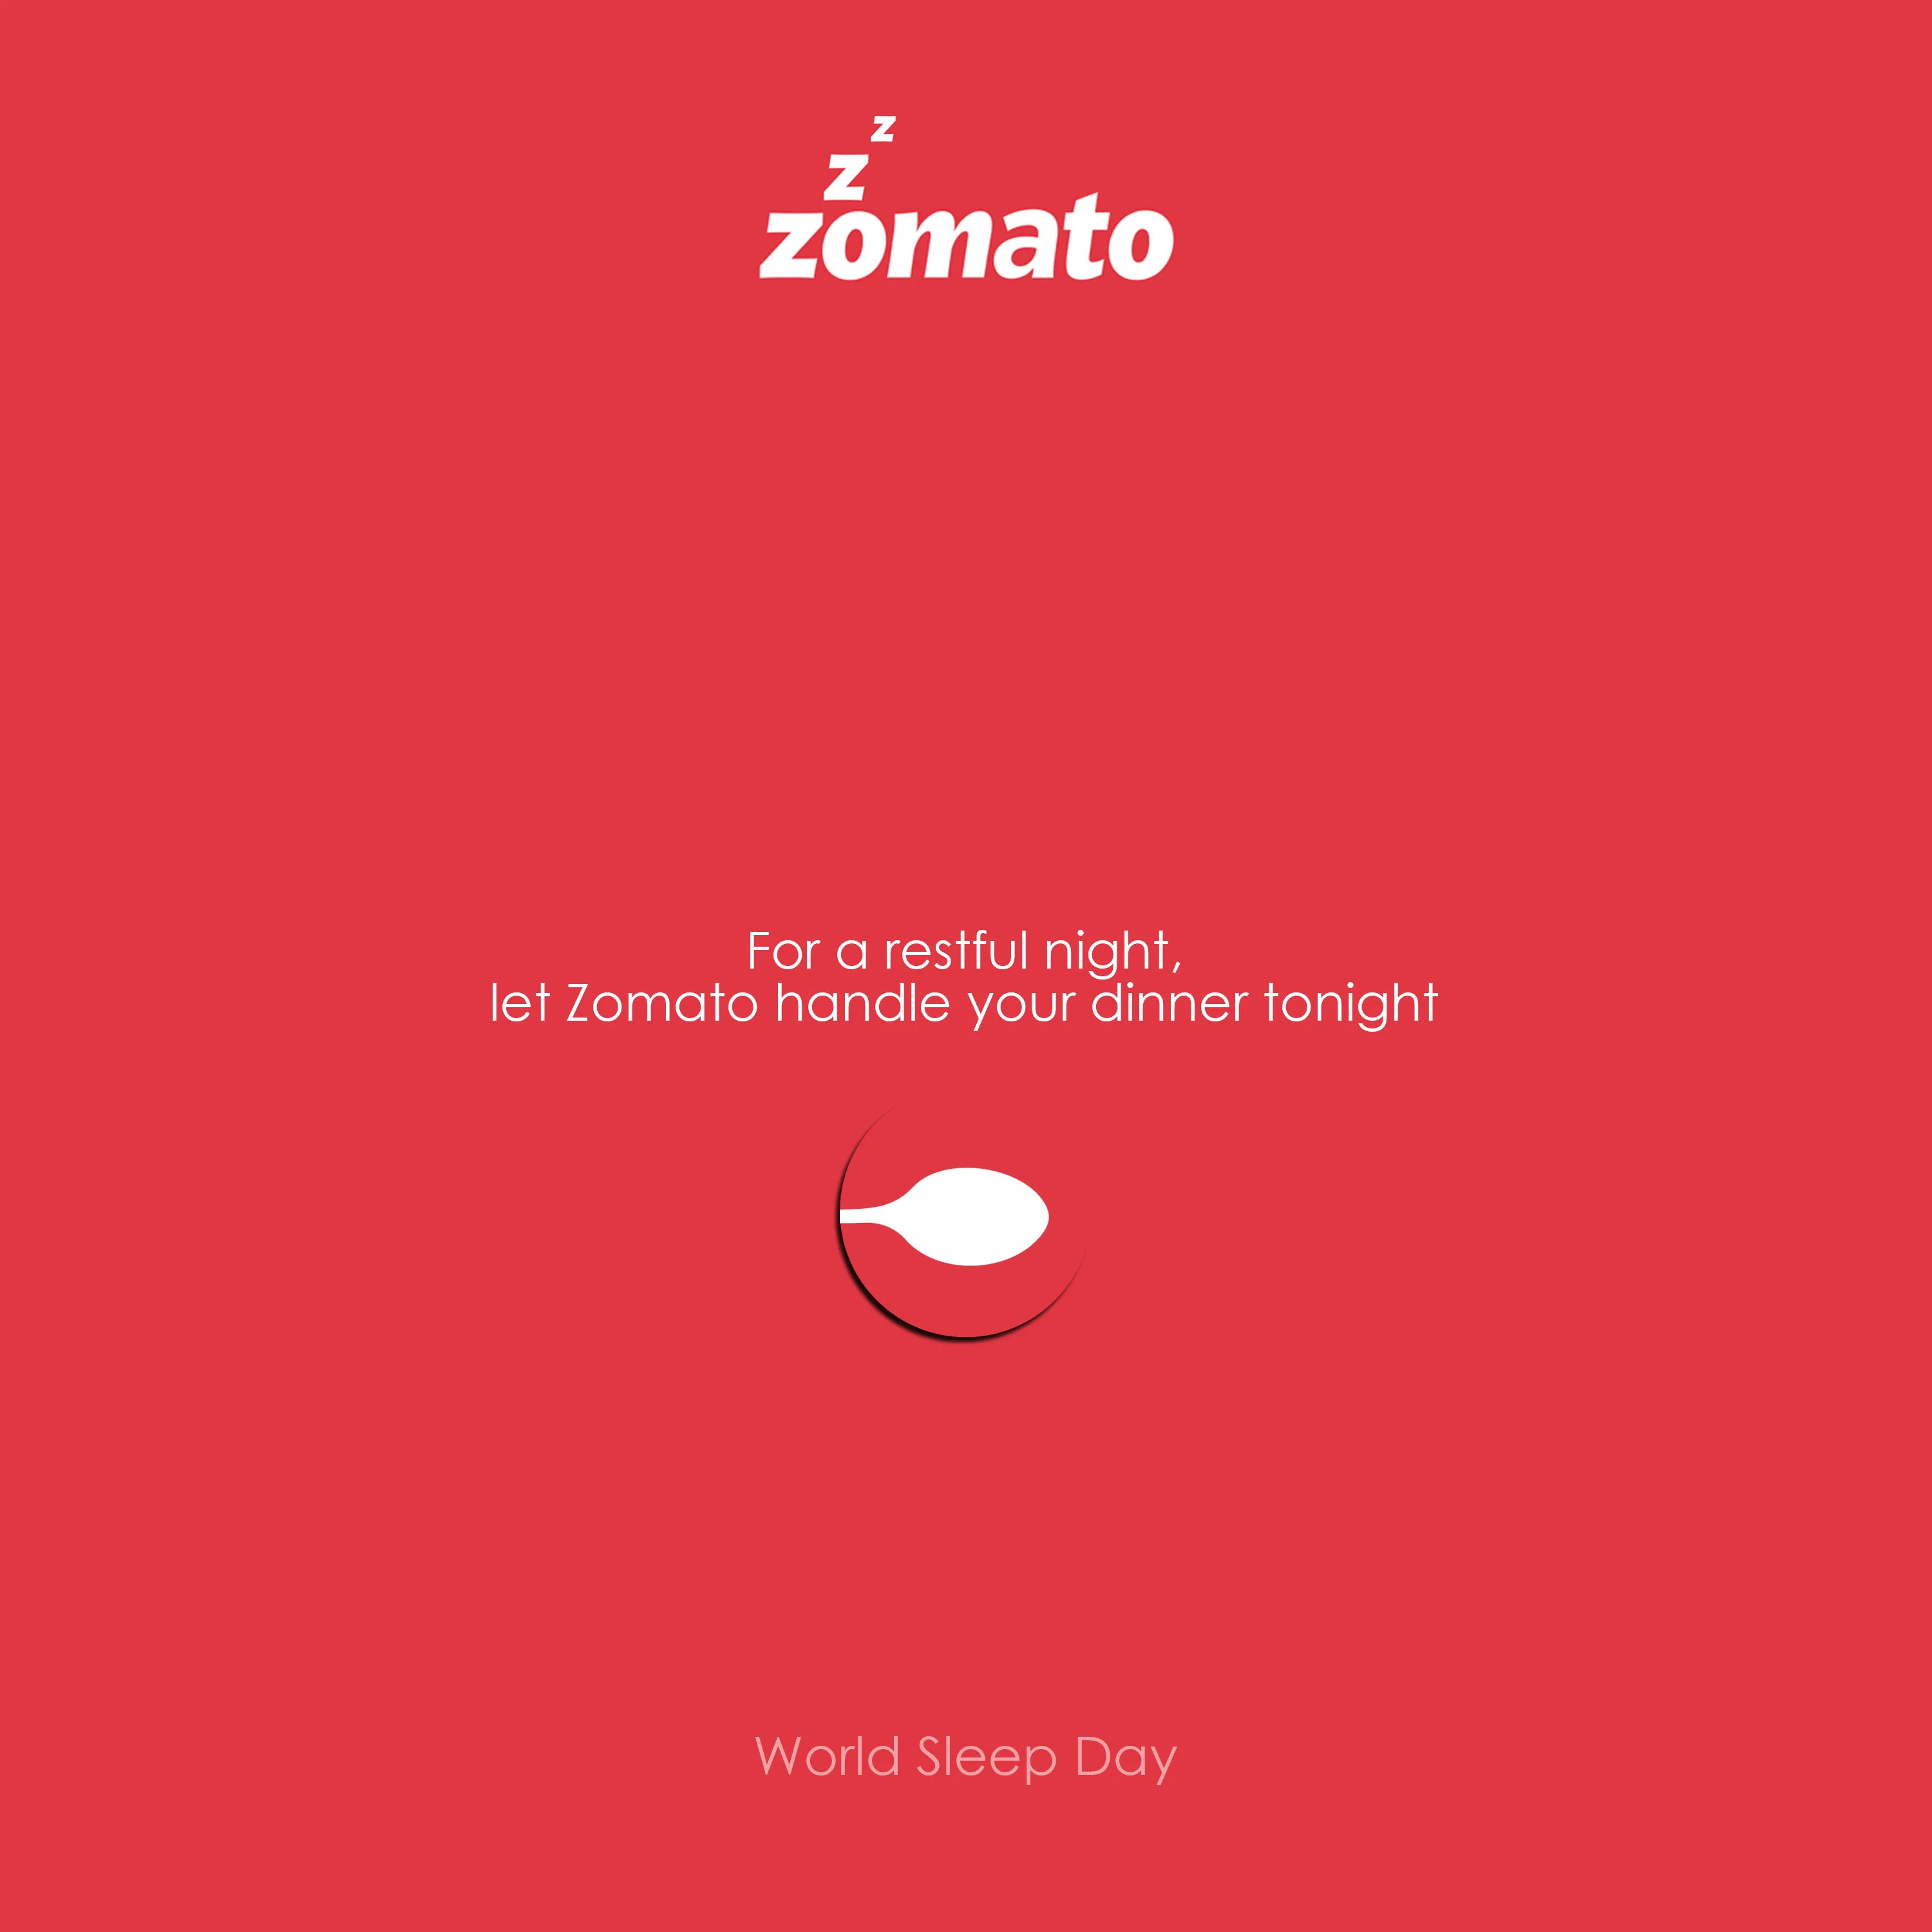 z
z
zomato
For a restful night,
let Zomato handle your dinner tonight
World Sleep Day